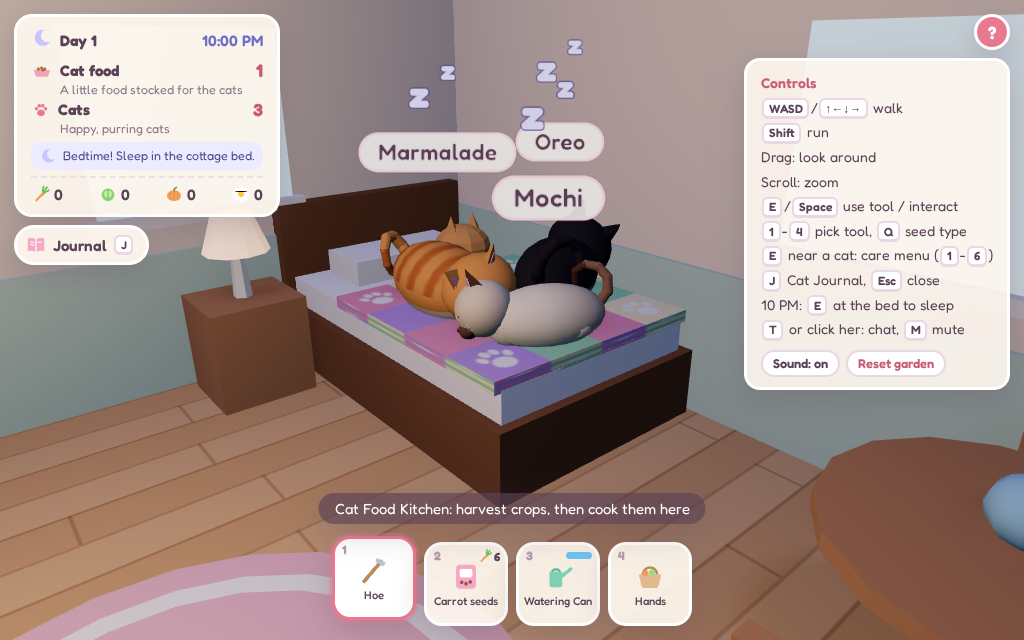 Day 1 10:00 PM
Cat food 1
A little food stocked for the cats
Cats 3
Happy, purring cats
Bedtime! Sleep in the cottage bed.
0 0 0 0
Journal J
z
z
z
z
z
z
Marmalade
Oreo
Mochi
?
Controls
WASD / ↑←↓→ walk
Shift run
Drag: look around
Scroll: zoom
E / Space use tool / interact
1 - 4 pick tool, Q seed type
E near a cat: care menu ( 1 - 6 )
J Cat Journal, Esc close
10 PM: E at the bed to sleep
T or click her: chat, M mute
Sound: on Reset garden
Cat Food Kitchen: harvest crops, then cook them here
1 Hoe
2 6 Carrot seeds
3 Watering Can
4 Hands